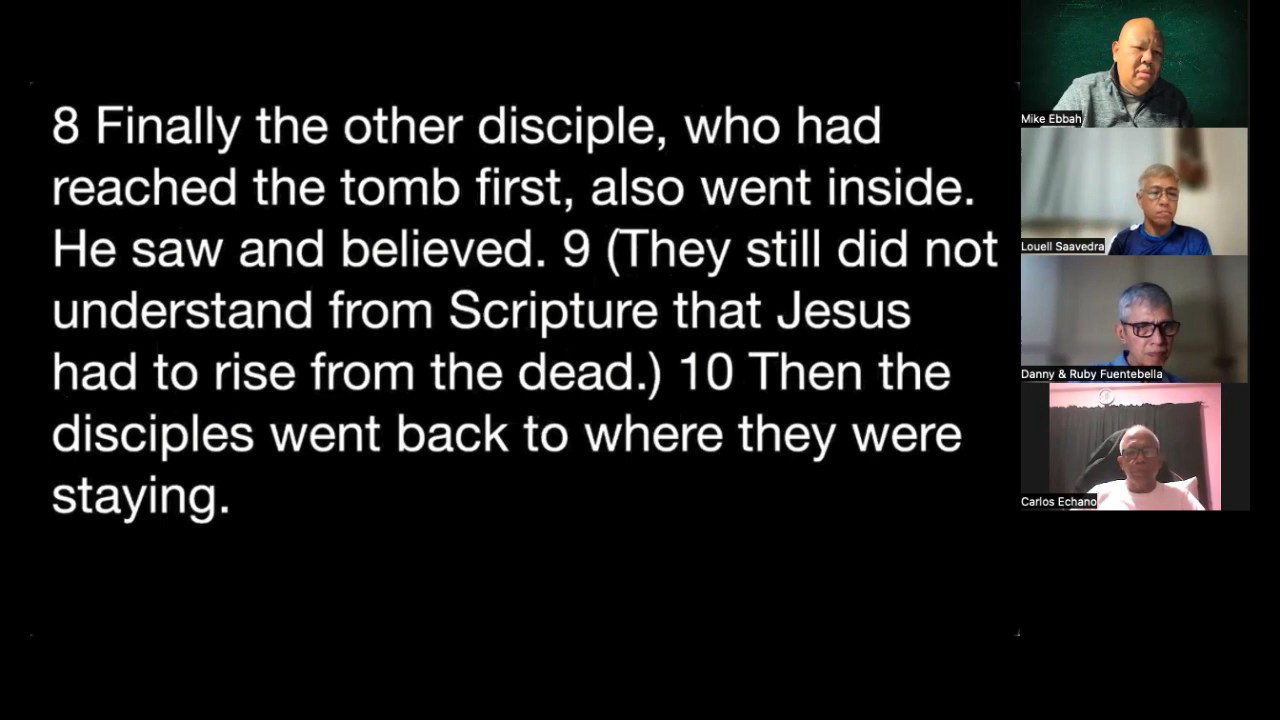 8 Finally the other disciple, who had
reached the tomb first, also went inside.
He saw and believed. 9 (They still did not
understand from Scripture that Jesus
had to rise from the dead.) 10 Then the
disciples went back to where they were
staying.
Mike Ebbah
Louell Saavedra
Danny & Ruby Fuentebella
Carlos Echano